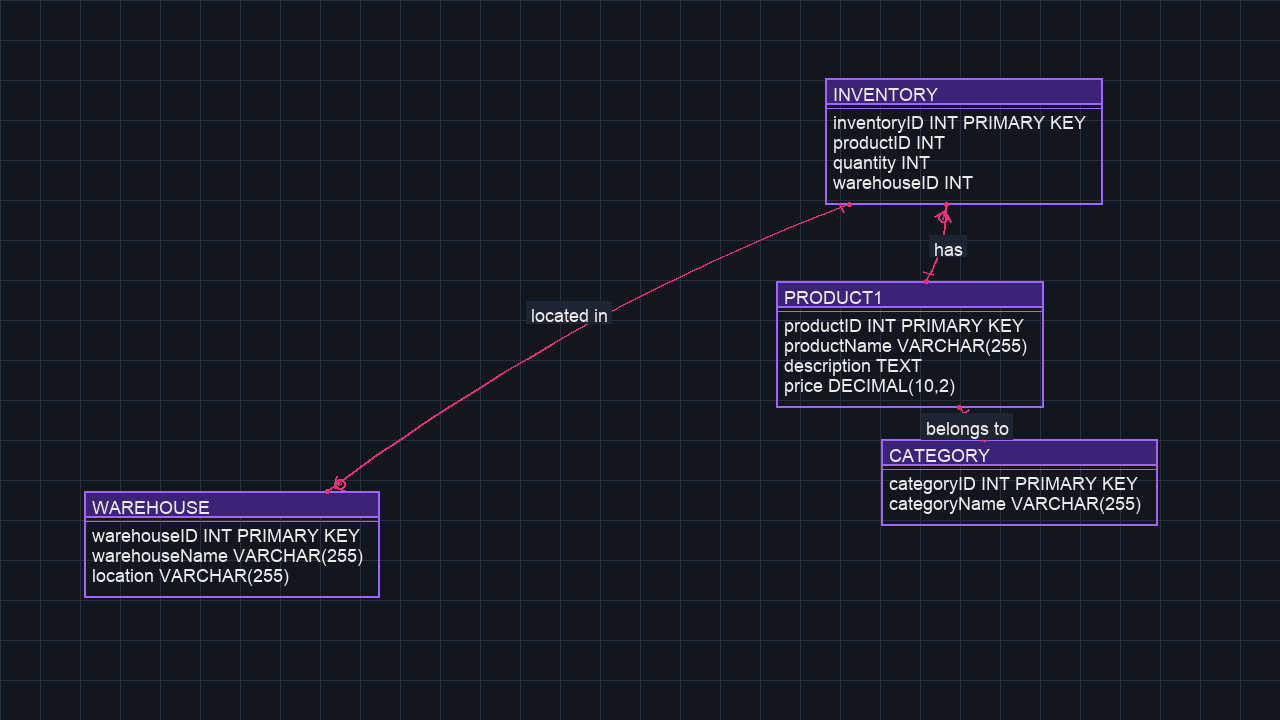 INVENTORY
inventoryID INT PRIMARY KEY
productID INT
quantity INT
warehouseID INT
has
PRODUCT1
productID INT PRIMARY KEY
productName VARCHAR(255)
description TEXT
price DECIMAL(10,2)
located in
belongs to
CATEGORY
categoryID INT PRIMARY KEY
categoryName VARCHAR(255)
WAREHOUSE
warehouseID INT PRIMARY KEY
warehouseName VARCHAR(255)
location VARCHAR(255)